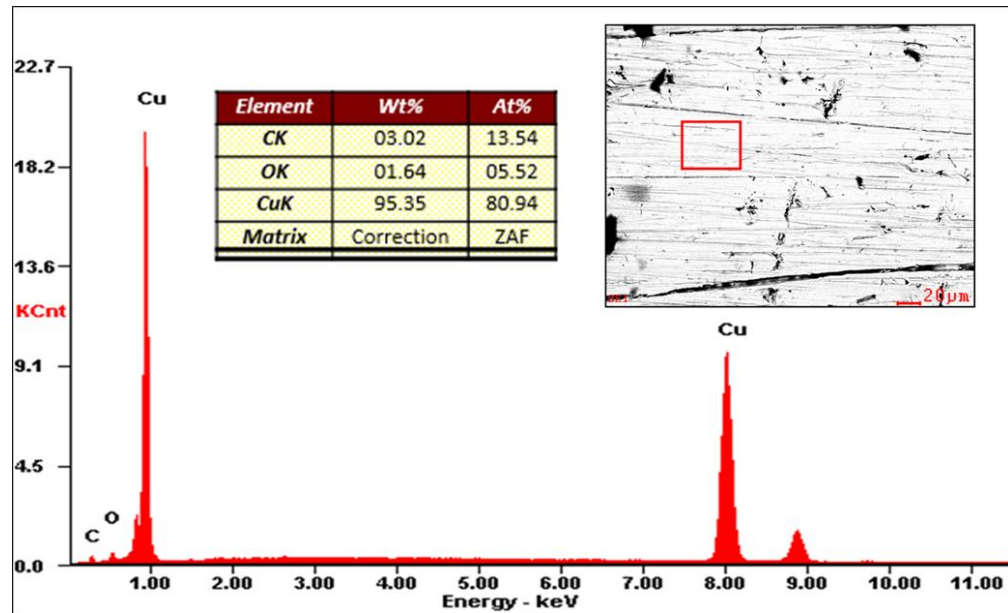 22.7
18.2
13.6
KCnt
9.1
4.5
0.0
Cu
C
O
Element Wt% At%
CK 03.02 13.54
OK 01.64 05.52
CuK 95.35 80.94
Matrix Correction ZAF
20µm
Cu
1.00 2.00 3.00 4.00 5.00 6.00 7.00 8.00 9.00 10.00 11.00
Energy - keV